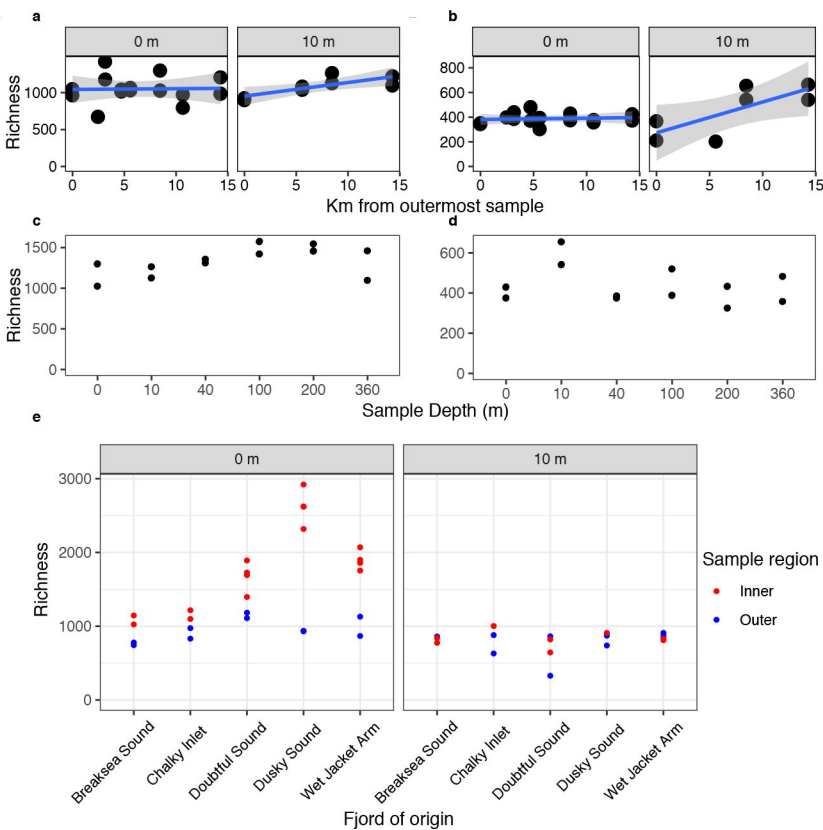 a
b
0 m
10 m
0 m
10 m
Richness
1000
500
0
800
600
400
200
0
0
5
10
15
0
5
10
15
0
5
10
15
0
5
10
15
Km from outermost sample
c
d
Richness
1500
1000
500
0
600
400
200
0
0
10
40
100
200
360
0
10
40
100
200
360
Sample Depth (m)
e
0 m
10 m
Richness
3000
2000
1000
0
Sample region
Inner
Outer
Breaksea Sound
Chalky Inlet
Doubtful Sound
Dusky Sound
Wet Jacket Arm
Breaksea Sound
Chalky Inlet
Doubtful Sound
Dusky Sound
Wet Jacket Arm
Fjord of origin